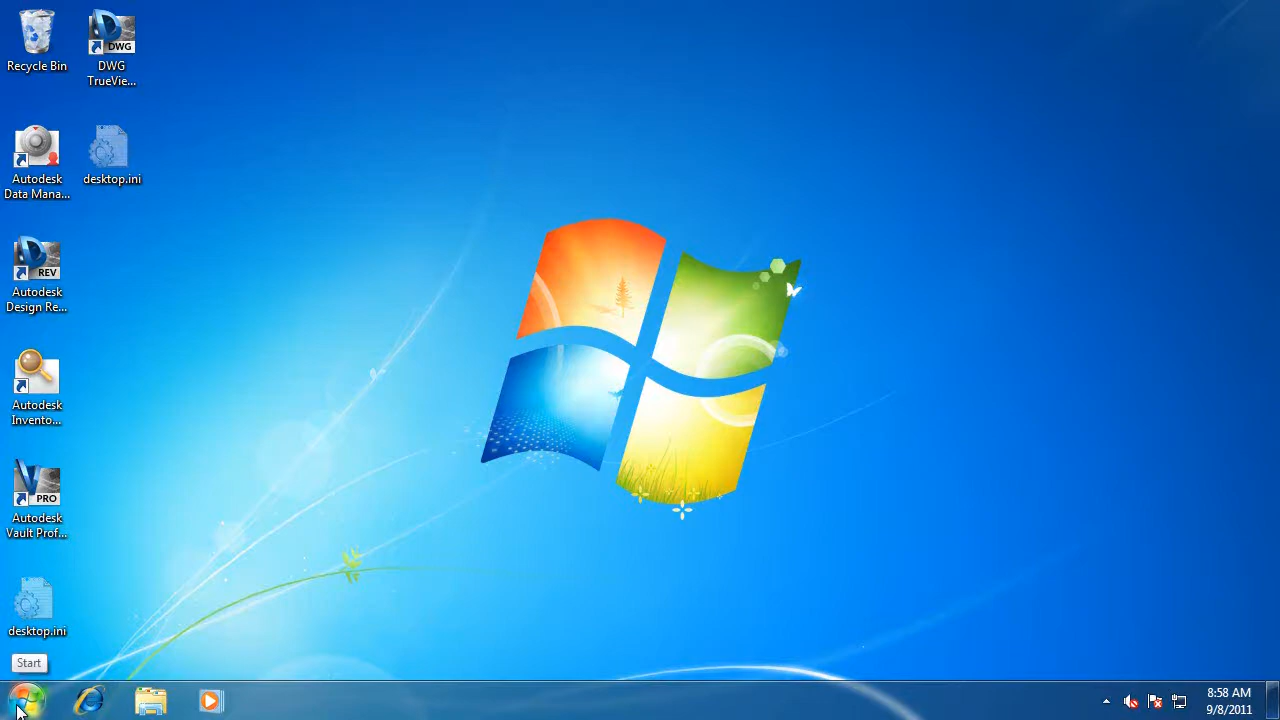 Recycle Bin
DWG
DWG
TrueVie...
Autodesk
Data Mana...
desktop.ini
REV
Autodesk
Design Re...
Autodesk
Invento...
PRO
Autodesk
Vault Prof...
desktop.ini
Start
8:58 AM
9/8/2011